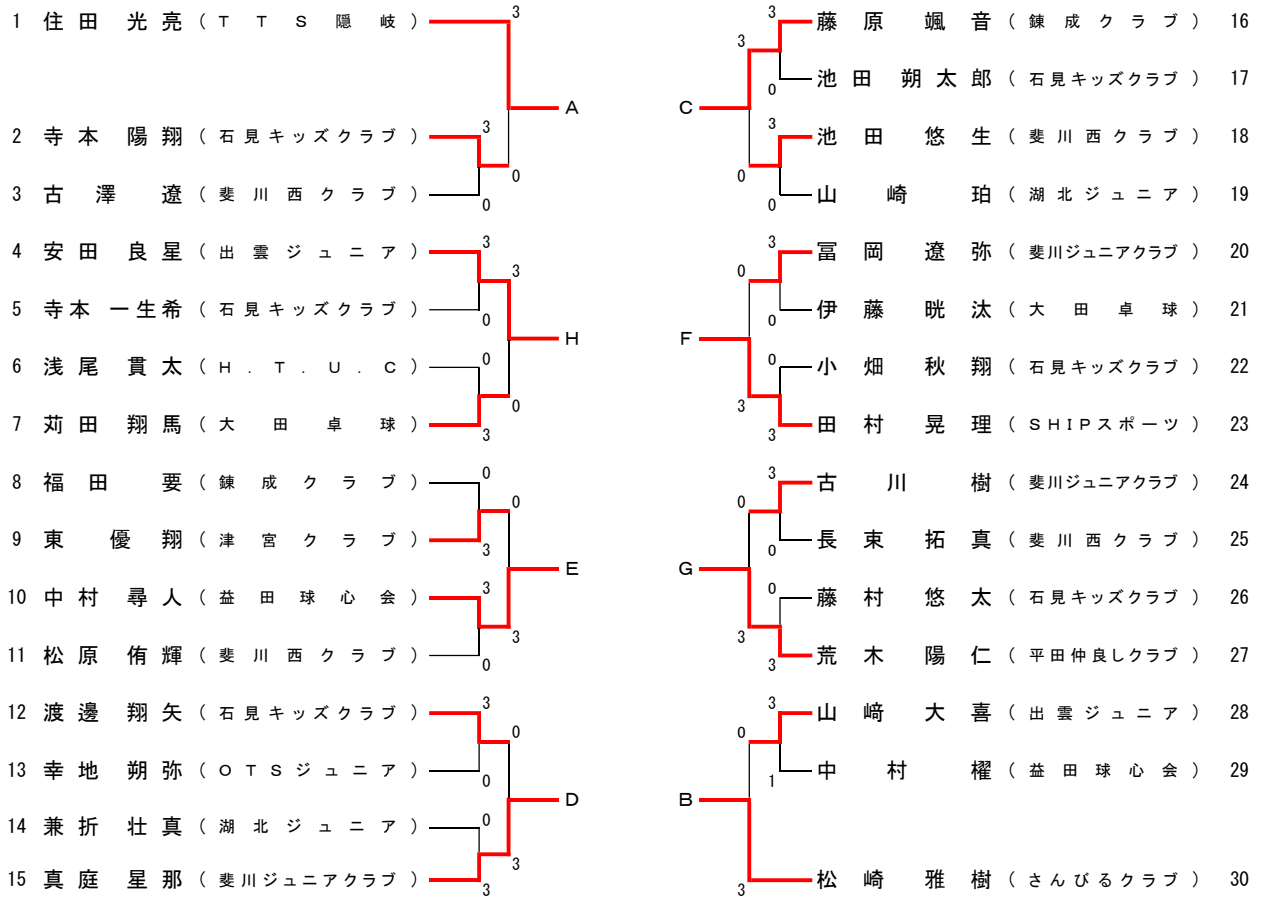 1 住田 光亮 (TTS隠岐) 3
A
2 寺本 陽翔 (石見キッズクラブ) 3
0
3 古澤 遼 (斐川西クラブ) 0
4 安田 良星 (出雲ジュニア) 3
3
5 寺本 一生希 (石見キッズクラブ) 0
H
6 浅尾 貫太 (H.T.U.C) 0
0
7 苅田 翔馬 (大田卓球) 3
8 福田 要 (錬成クラブ) 0
0
9 東 優翔 (津宮クラブ) 3
E
10 中村 尋人 (益田球心会) 3
3
11 松原 侑輝 (斐川西クラブ) 0
12 渡邊 翔矢 (石見キッズクラブ) 3
0
13 幸地 朔弥 (OTSジュニア) 0
D
14 兼折 壮真 (湖北ジュニア) 0
3
15 真庭 星那 (斐川ジュニアクラブ) 3
3 藤原 颯音 (錬成クラブ) 16
3
0 池田 朔太郎 (石見キッズクラブ) 17
C
3 池田 悠生 (斐川西クラブ) 18
0
0 山崎 珀 (湖北ジュニア) 19
3 冨岡 遼弥 (斐川ジュニアクラブ) 20
0
0 伊藤 晄汰 (大田卓球) 21
F
0 小畑 秋翔 (石見キッズクラブ) 22
3
3 田村 晃理 (SHIPスポーツ) 23
3 古川 樹 (斐川ジュニアクラブ) 24
0
0 長束 拓真 (斐川西クラブ) 25
G
0 藤村 悠太 (石見キッズクラブ) 26
3
3 荒木 陽仁 (平田仲良しクラブ) 27
3 山﨑 大喜 (出雲ジュニア) 28
0
1 中村 櫂 (益田球心会) 29
B
3 松崎 雅樹 (さんびるクラブ) 30